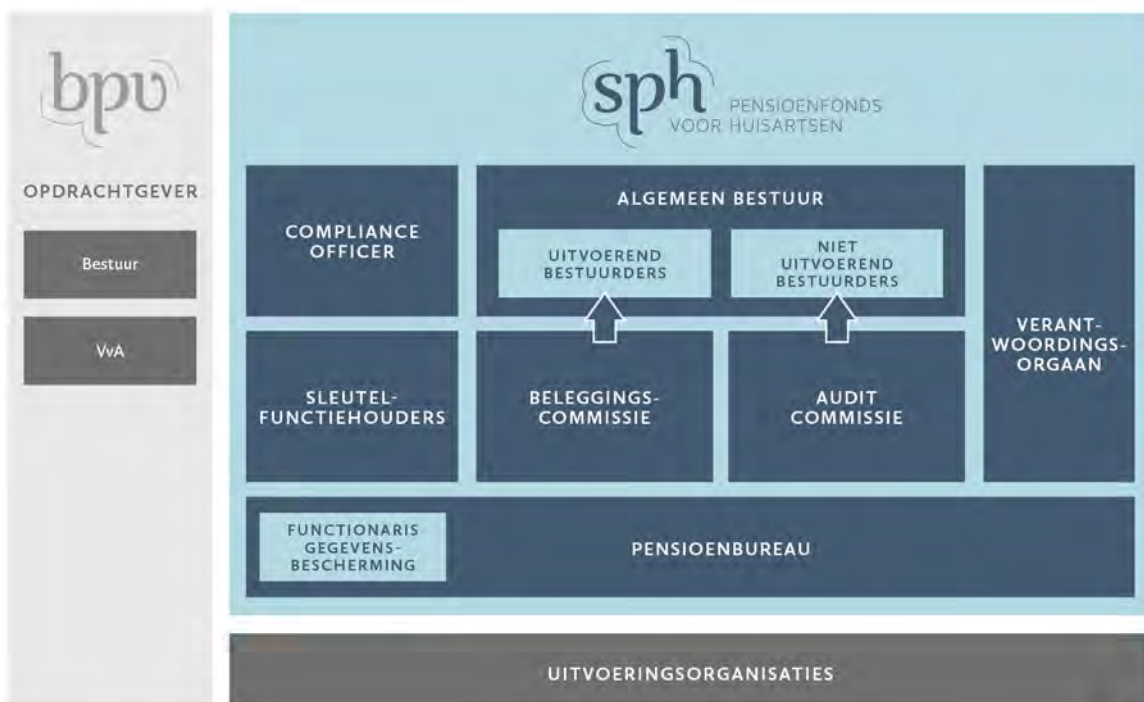 bpv
OPDRACHTGEVER
Bestuur
VvA
sph
PENSIOENFONDS
VOOR HUISARTSEN
COMPLIANCE
OFFICER
ALGEMEEN BESTUUR
UITVOEREND
BESTUURDERS
NIET
UITVOEREND
BESTUURDERS
SLEUTEL-
FUNCTIEHOUDERS
BELEGGINGS-
COMMISSIE
AUDIT
COMMISSIE
VERANT-
WOORDINGS-
ORGAAN
FUNCTIONARIS
GEGEVENS-
BESCHERMING
PENSIOENBUREAU
UITVOERINGSORGANISATIES